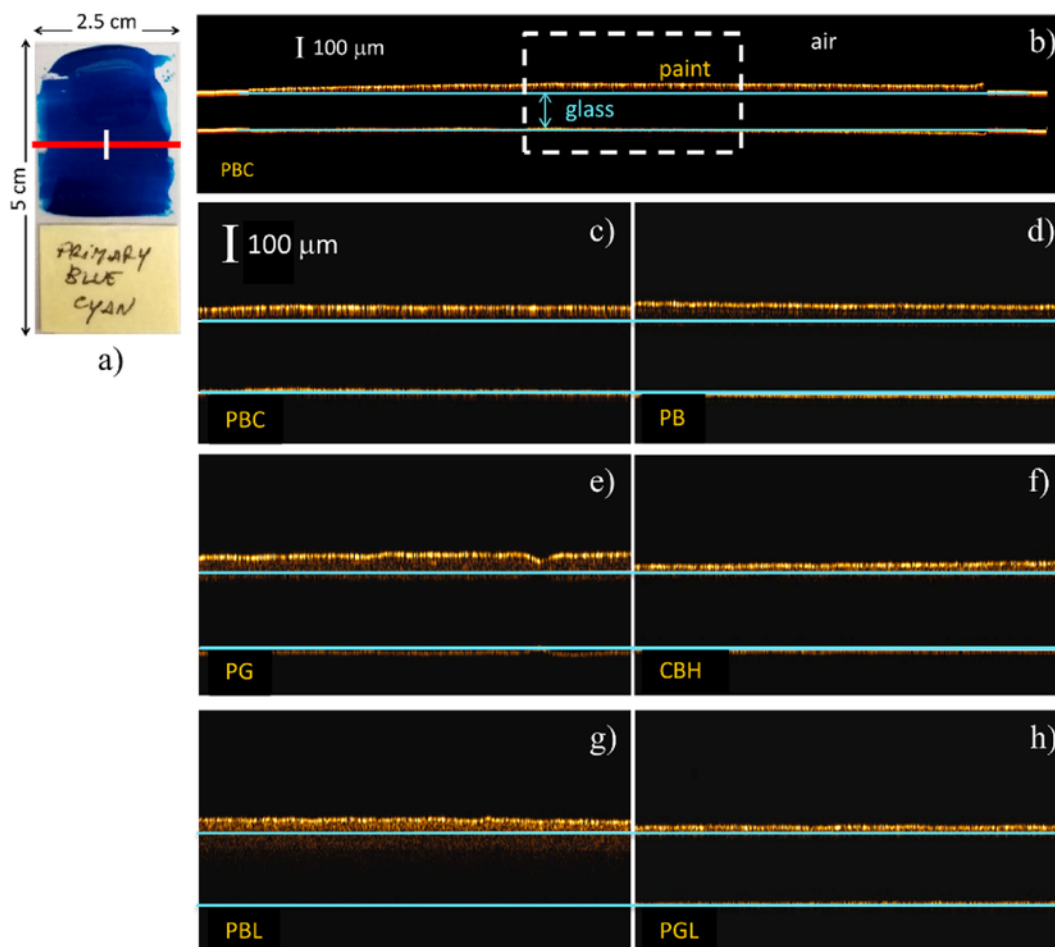 2.5 cm
5 cm
PRIMARY
BLUE
CYAN
a)
100 μm
air
b)
paint
glass
PBC
100 μm
c)
PBC
d)
PB
e)
PG
f)
CBH
g)
PBL
h)
PGL